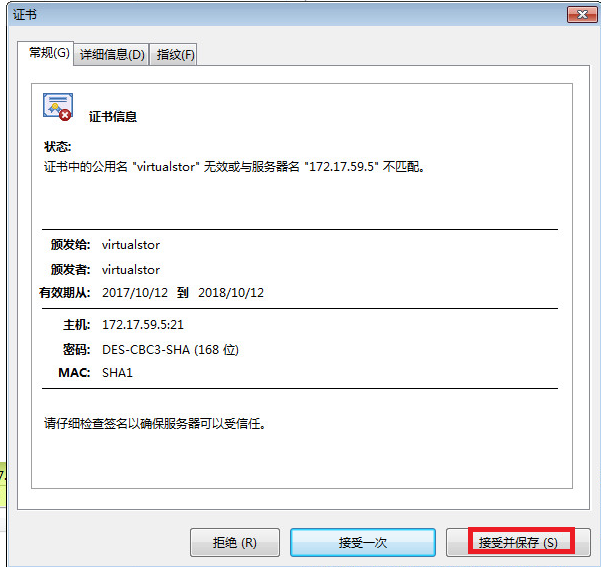 证书
常规(G) 详细信息(D) 指纹(F)
证书信息
状态:
证书中的公用名 "virtualstor" 无效或与服务器名 "172.17.59.5" 不匹配。
颁发给: virtualstor
颁发者: virtualstor
有效期从: 2017/10/12 到 2018/10/12
主机: 172.17.59.5:21
密码: DES-CBC3-SHA (168 位)
MAC: SHA1
请仔细检查签名以确保服务器可以受信任。
拒绝 (R) 接受一次 接受并保存 (S)